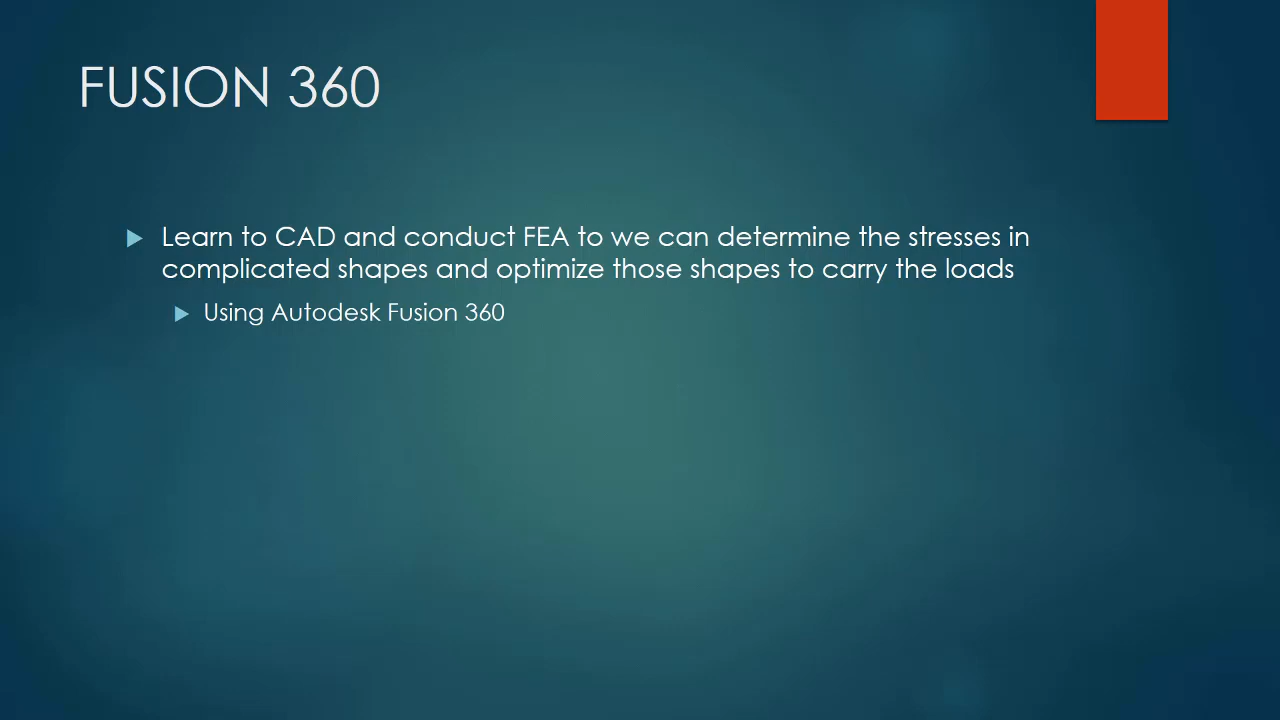 FUSION 360
Learn to CAD and conduct FEA to we can determine the stresses in
complicated shapes and optimize those shapes to carry the loads
Using Autodesk Fusion 360